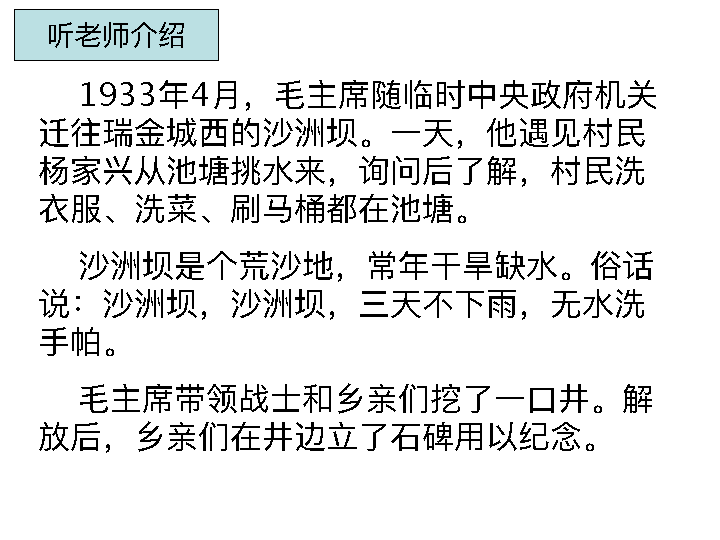 听老师介绍
1933年4月，毛主席随临时中央政府机关
迁往瑞金城西的沙洲坝。一天，他遇见村民
杨家兴从池塘挑水来，询问后了解，村民洗
衣服、洗菜、刷马桶都在池塘。
沙洲坝是个荒沙地，常年干旱缺水。俗话
说：沙洲坝，沙洲坝，三天不下雨，无水洗
手帕。
毛主席带领战士和乡亲们挖了一口井。解
放后，乡亲们在井边立了石碑用以纪念。